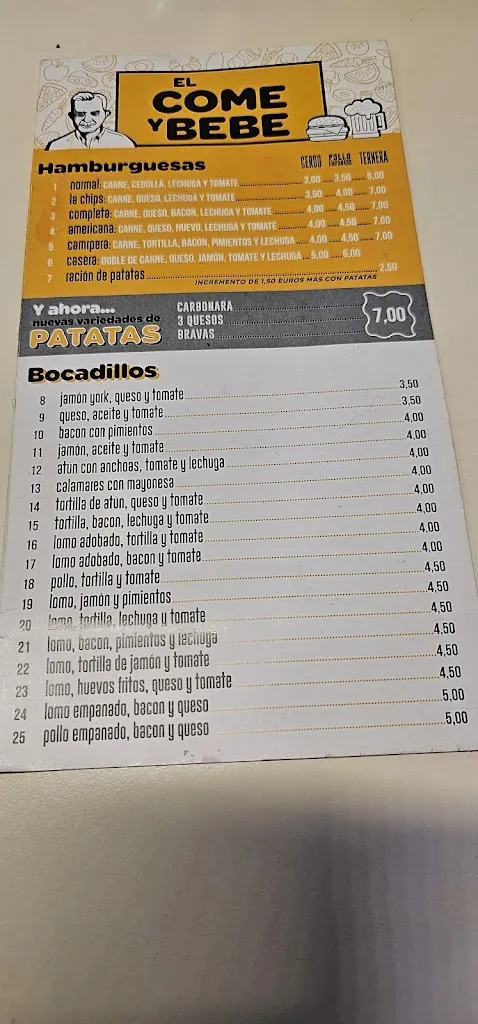 EL
COME
Y BEBE
Hamburguesas CERDO POLLO EMPANADO TERNERA
1 normal: CARNE, CEBOLLA, LECHUGA Y TOMATE 3,00 3,50 6,00
2 la chips: CARNE, QUESO, LECHUGA Y TOMATE 3,50 4,00 7,00
3 completa: CARNE, QUESO, BACON, LECHUGA Y TOMATE 4,00 4,50 7,00
4 americana: CARNE, QUESO, HUEVO, LECHUGA Y TOMATE 4,00 4,50 7,00
5 campera: CARNE, TORTILLA, BACON, PIMIENTOS Y LECHUGA 4,00 4,50 7,00
6 casera: DOBLE DE CARNE, QUESO, JAMÓN, TOMATE Y LECHUGA 5,00 6,00
7 ración de patatas 2,50
INCREMENTO DE 1,50 EUROS MÁS CON PATATAS
Y ahora...
nuevas variedades de
PATATAS
CARBONARA
3 QUESOS
BRAVAS
7,00
Bocadillos
8 jamón york, queso y tomate 3,50
9 queso, aceite y tomate 3,50
10 bacon con pimientos 4,00
11 jamón, aceite y tomate 4,00
12 atún con anchoas, tomate y lechuga 4,00
13 calamares con mayonesa 4,00
14 tortilla de atún, queso y tomate 4,00
15 tortilla, bacon, lechuga y tomate 4,00
16 lomo adobado, tortilla y tomate 4,00
17 lomo adobado, bacon y tomate 4,00
18 pollo, tortilla y tomate 4,50
19 lomo, jamón y pimientos 4,50
20 lomo, tortilla, lechuga y tomate 4,50
21 lomo, bacon, pimientos y lechuga 4,50
22 lomo, tortilla de jamón y tomate 4,50
23 lomo, huevos fritos, queso y tomate 4,50
24 lomo empanado, bacon y queso 5,00
25 pollo empanado, bacon y queso 5,00